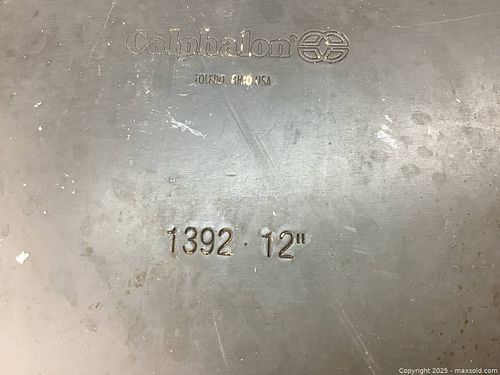 Calphalon®
TOLEDO, OHIO USA
1392 · 12"
Copyright 2025 - maxsold.com